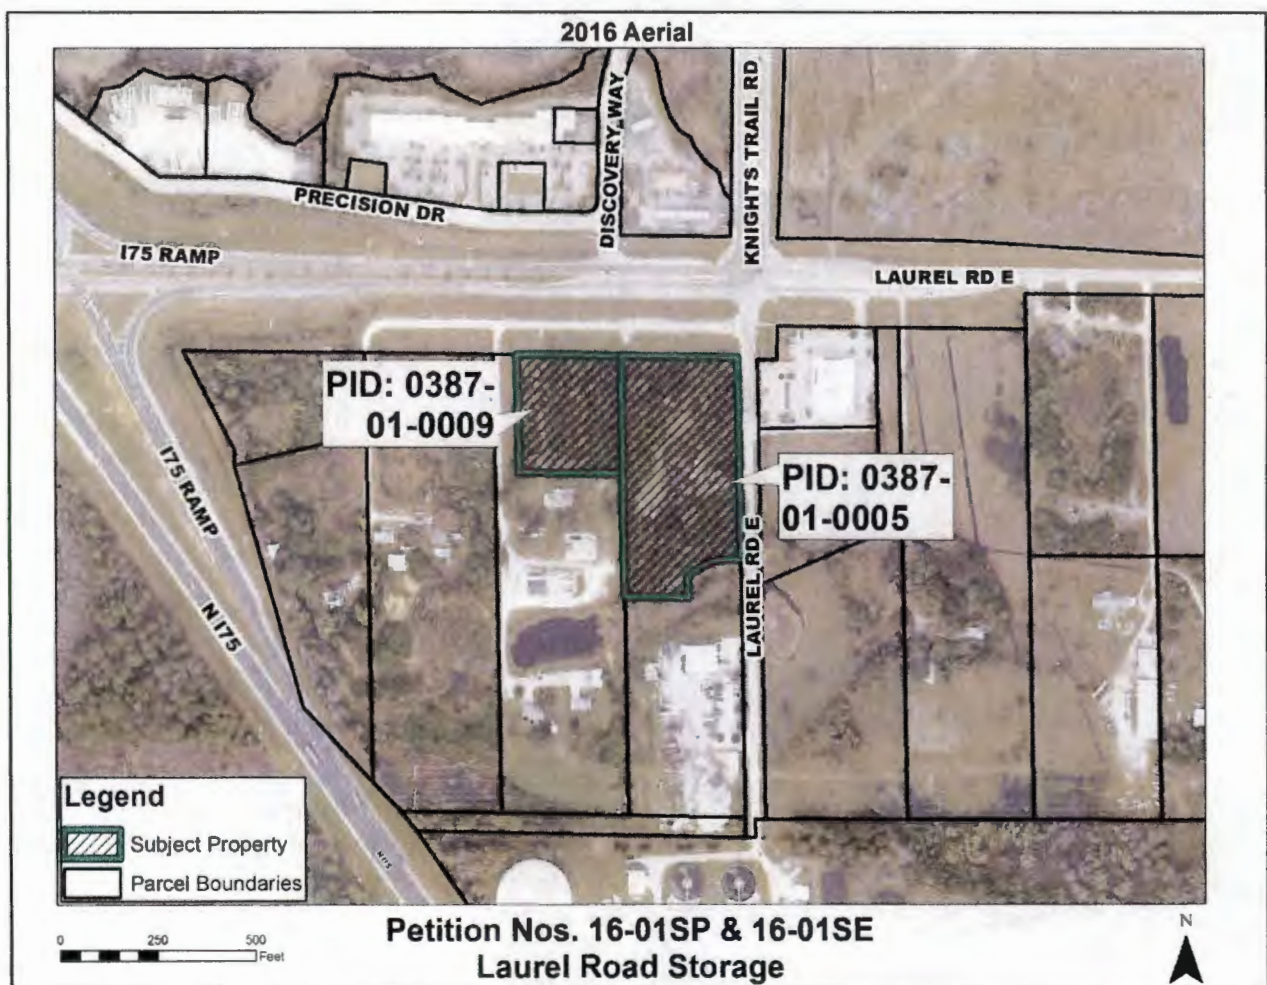 2016 Aerial
DISCOVERY WAY
KNIGHTS TRAIL RD
PRECISION DR
I75 RAMP
LAUREL RD E
PID: 0387-
01-0009
I75 RAMP
PID: 0387-
01-0005
LAUREL RD E
N I75
Legend
Subject Property
Parcel Boundaries
0 250 500
Feet
Petition Nos. 16-01SP & 16-01SE
Laurel Road Storage
N